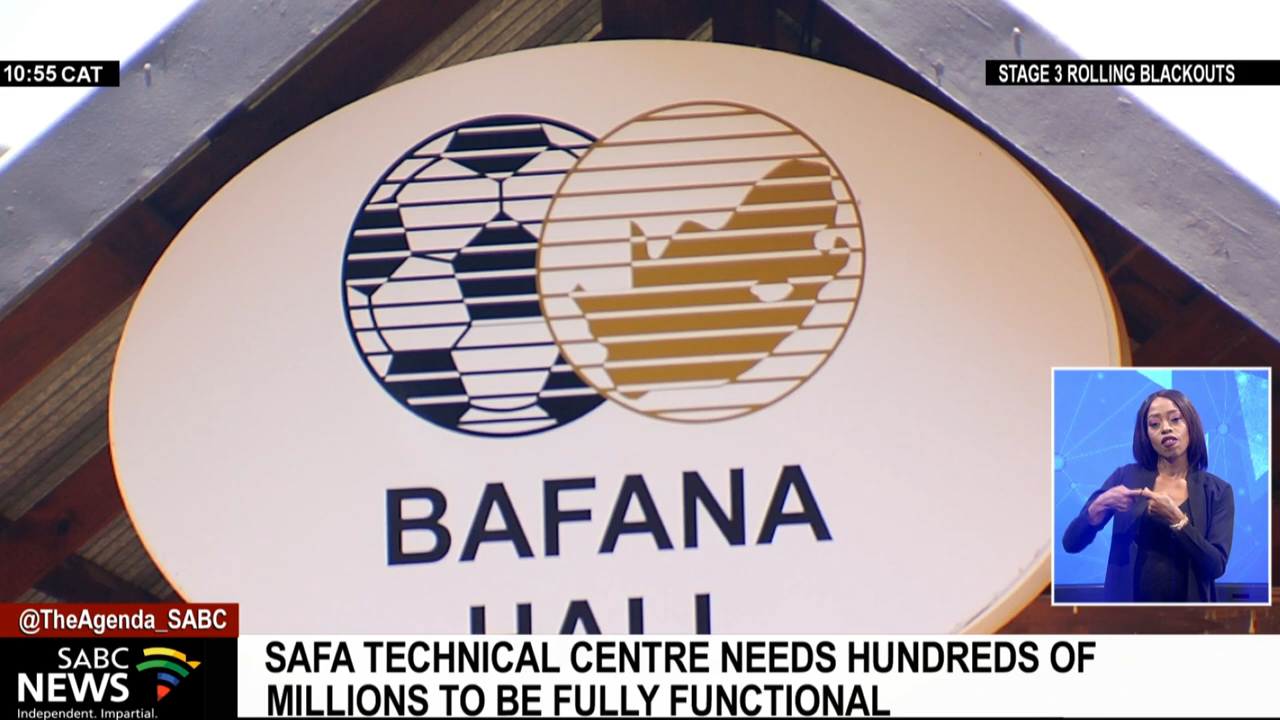 10:55 CAT
STAGE 3 ROLLING BLACKOUTS
BAFANA
HALL
@TheAgenda_SABC
SABC
NEWS
Independent. Impartial.
SAFA TECHNICAL CENTRE NEEDS HUNDREDS OF
MILLIONS TO BE FULLY FUNCTIONAL